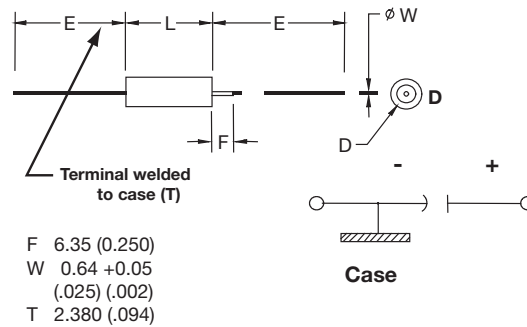 E L E
ø W
D
F
D
Terminal welded
to case (T)
- +
Case
F 6.35 (0.250)
W 0.64 +0.05
(.025) (.002)
T 2.380 (.094)